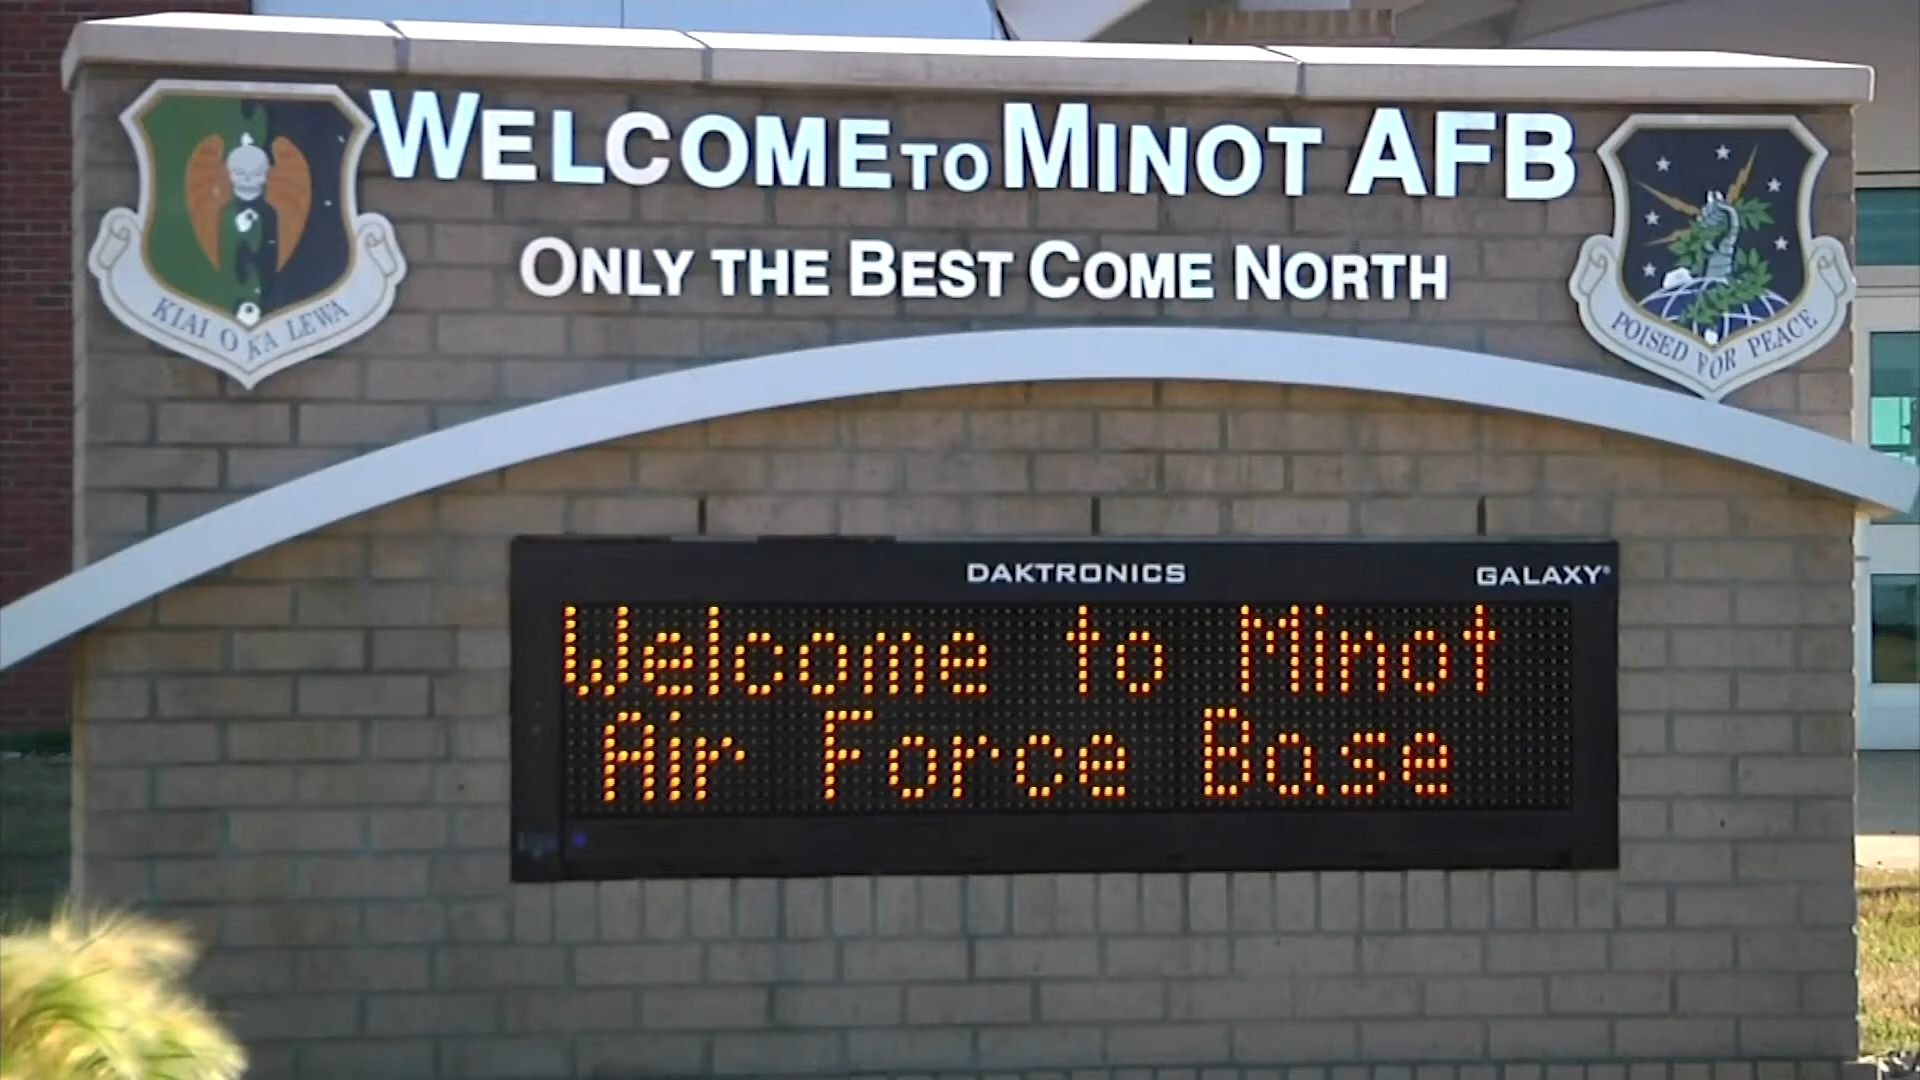 WELCOME TO MINOT AFB
ONLY THE BEST COME NORTH
KIAI O KA LEWA
POISED FOR PEACE
DAKTRONICS
GALAXY®
Welcome to Minot
Air Force Base